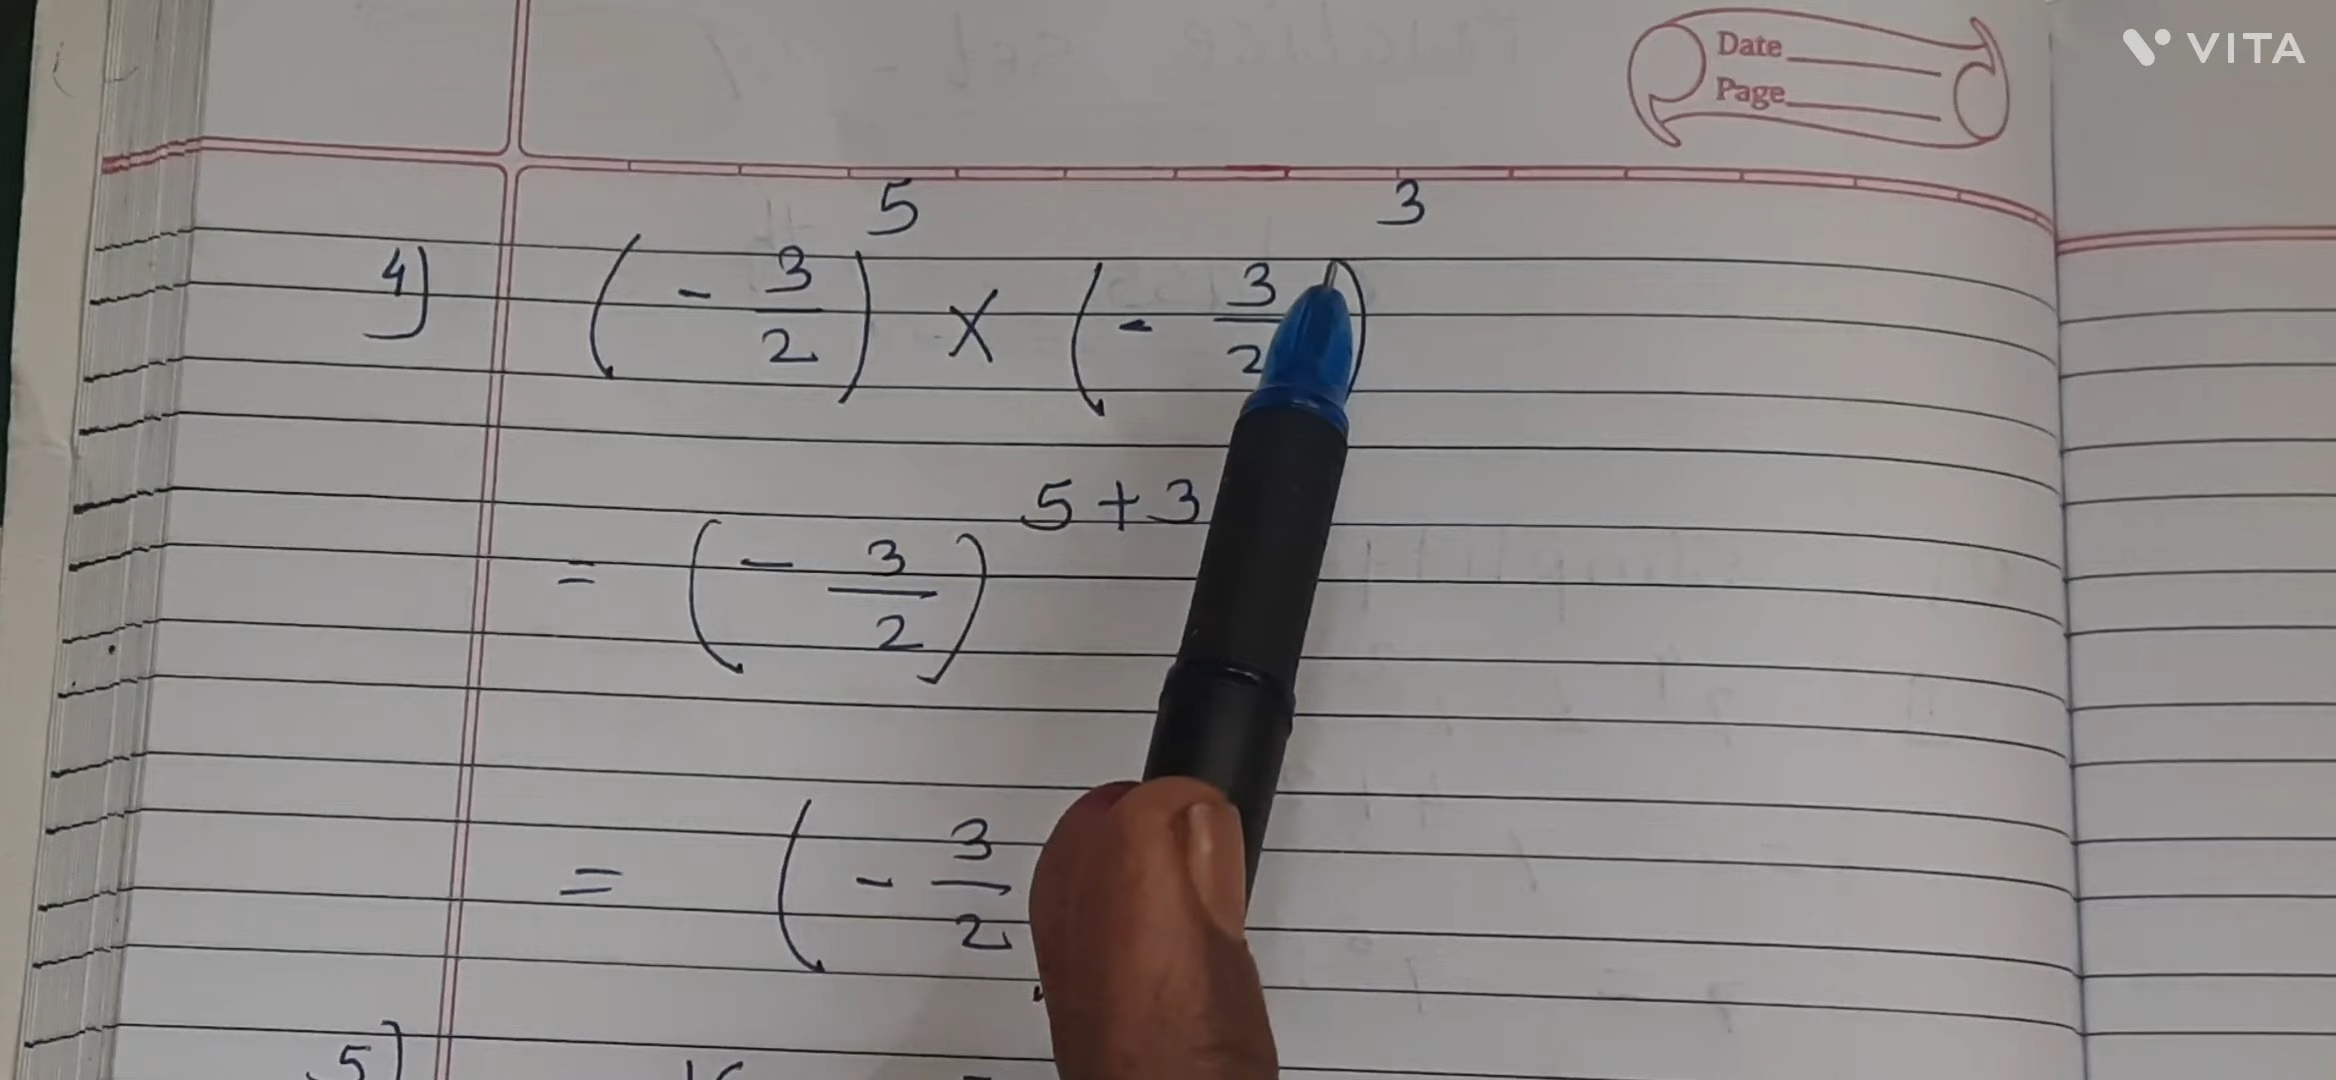 VITA
Date
Page
4) (- 3/2)^5 × (- 3/2)^3
= (- 3/2)^5+3
= (- 3/2
5)